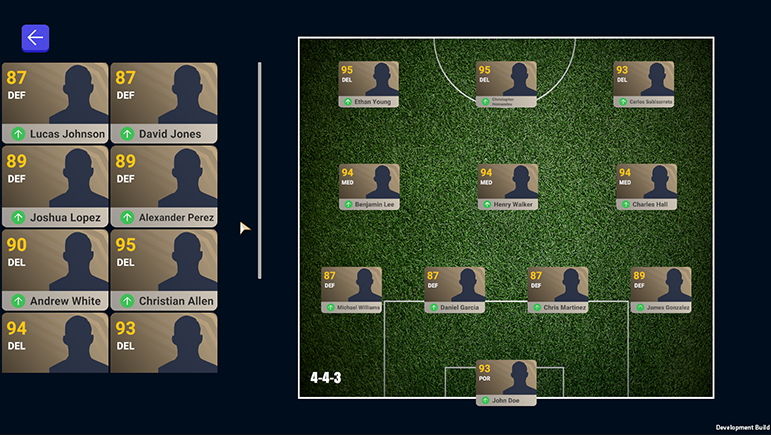 87
DEF
Lucas Johnson
87
DEF
David Jones
89
DEF
Joshua Lopez
89
DEF
Alexander Perez
90
DEL
Andrew White
95
DEL
Christian Allen
94
DEL
93
DEL
95
DEL
Ethan Young
95
DEL
Christopher
Hernandez
93
DEL
Carlos Sabissoreto
94
MED
Benjamin Lee
94
MED
Henry Walker
94
MED
Charles Hall
87
DEF
Michael Williams
87
DEF
Daniel Garcia
87
DEF
Chris Martinez
89
DEF
James Gonzalez
93
POR
John Doe
4-4-3
Development Build